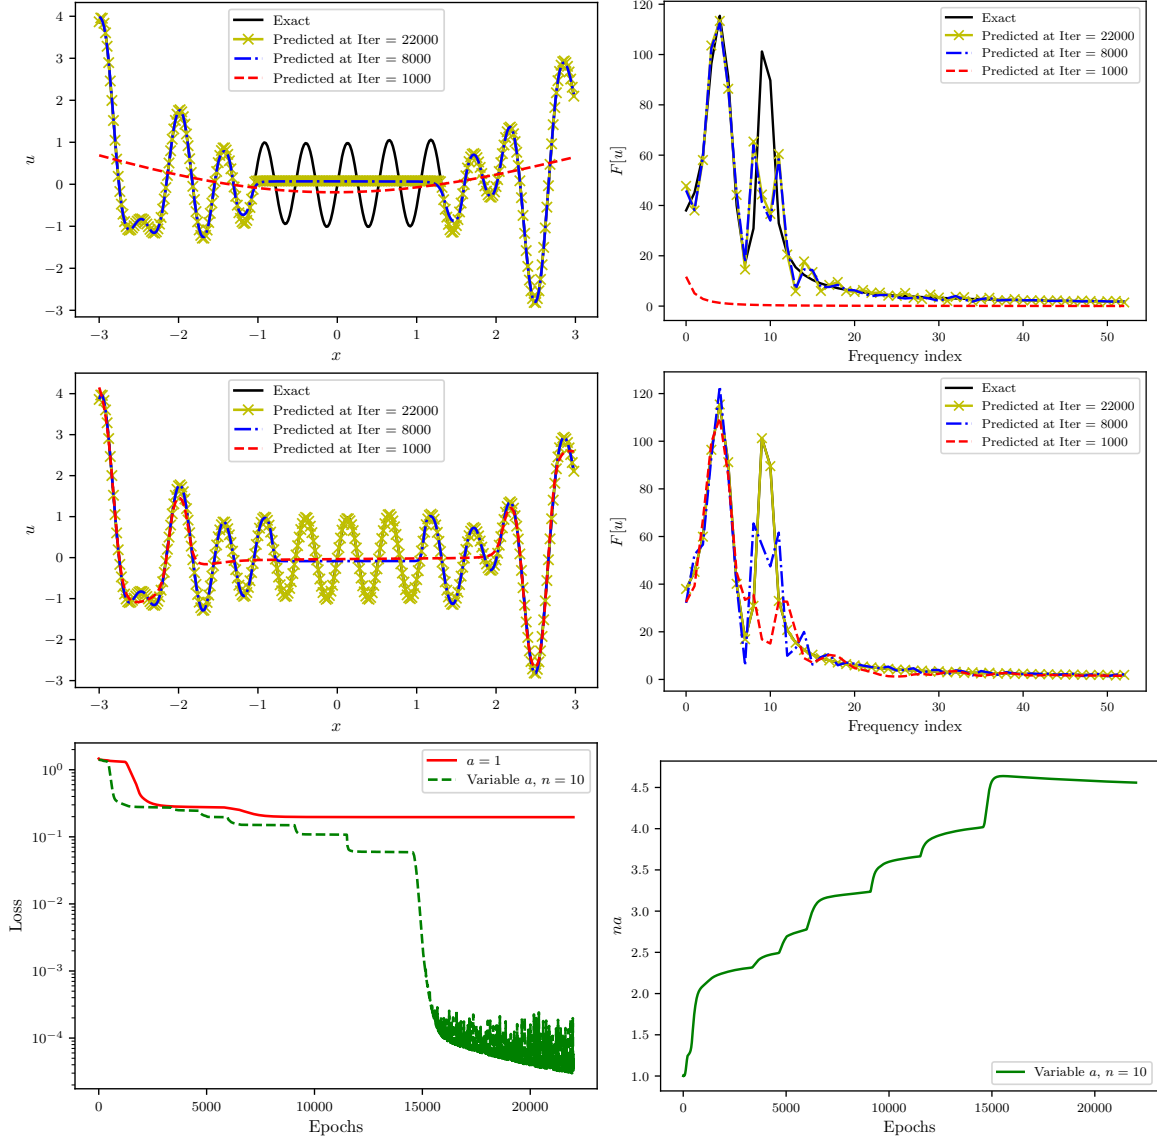 Exact
Predicted at Iter = 22000
Predicted at Iter = 8000
Predicted at Iter = 1000
4
3
2
1
0
−1
−2
−3
u
−3 −2 −1 0 1 2 3
x
Exact
Predicted at Iter = 22000
Predicted at Iter = 8000
Predicted at Iter = 1000
120
100
80
60
40
20
0
F[u]
0 10 20 30 40 50
Frequency index
Exact
Predicted at Iter = 22000
Predicted at Iter = 8000
Predicted at Iter = 1000
4
3
2
1
0
−1
−2
−3
u
−3 −2 −1 0 1 2 3
x
Exact
Predicted at Iter = 22000
Predicted at Iter = 8000
Predicted at Iter = 1000
120
100
80
60
40
20
0
F[u]
0 10 20 30 40 50
Frequency index
a = 1
Variable a, n = 10
10⁰
10⁻¹
10⁻²
10⁻³
10⁻⁴
Loss
0 5000 10000 15000 20000
Epochs
4.5
4.0
3.5
3.0
2.5
2.0
1.5
1.0
na
Variable a, n = 10
0 5000 10000 15000 20000
Epochs